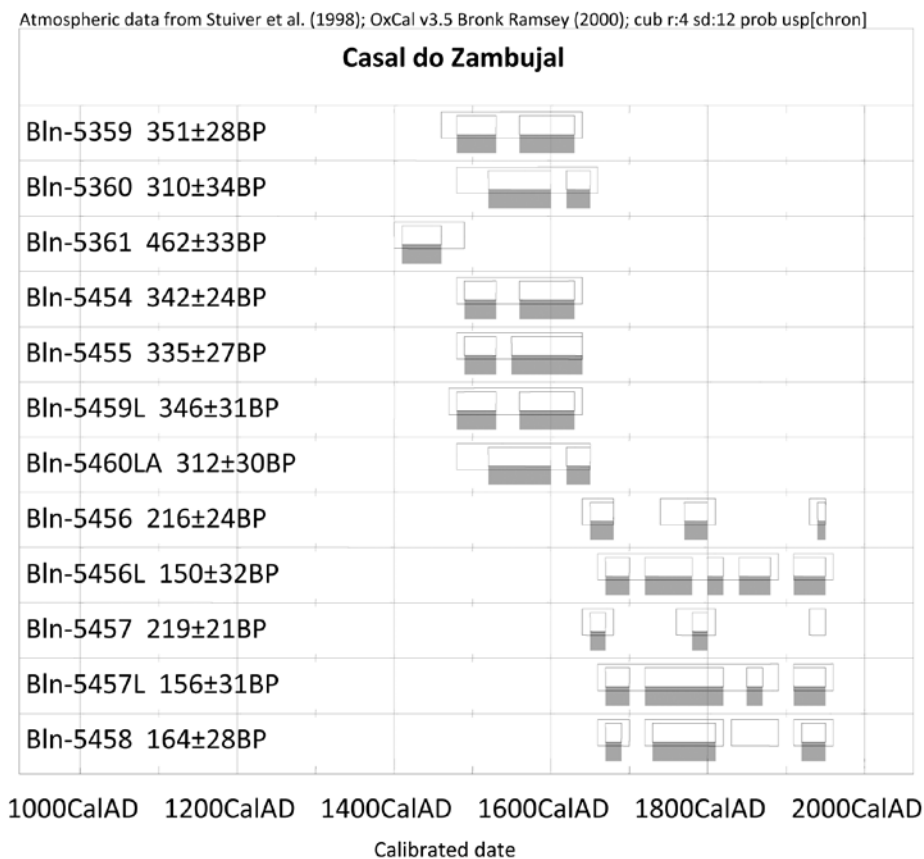 Atmospheric data from Stuiver et al. (1998); OxCal v3.5 Bronk Ramsey (2000); cub r:4 sd:12 prob usp[chron]
Casal do Zambujal
Bln-5359 351±28BP
Bln-5360 310±34BP
Bln-5361 462±33BP
Bln-5454 342±24BP
Bln-5455 335±27BP
Bln-5459L 346±31BP
Bln-5460LA 312±30BP
Bln-5456 216±24BP
Bln-5456L 150±32BP
Bln-5457 219±21BP
Bln-5457L 156±31BP
Bln-5458 164±28BP
1000CalAD 1200CalAD 1400CalAD 1600CalAD 1800CalAD 2000CalAD
Calibrated date